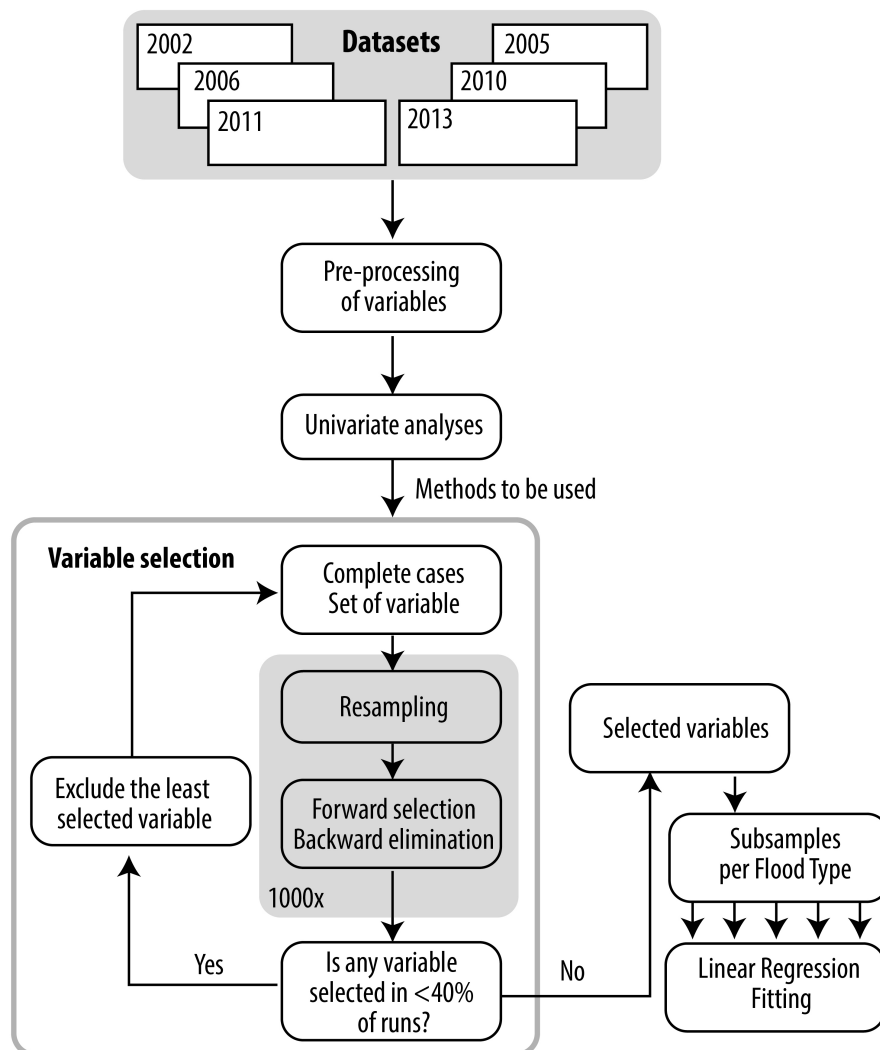 Datasets
2002
2005
2006
2010
2011
2013
Pre-processing
of variables
Univariate analyses
Methods to be used
Variable selection
Complete cases
Set of variable
Resampling
Forward selection
Backward elimination
1000x
Exclude the least
selected variable
Is any variable
selected in <40%
of runs?
Yes
No
Selected variables
Subsamples
per Flood Type
Linear Regression
Fitting